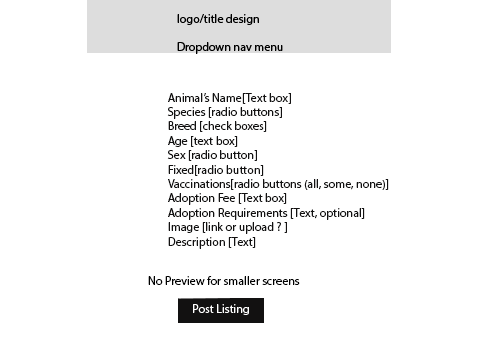 logo/title design
Dropdown nav menu
Animal's Name[Text box]
Species [radio buttons]
Breed [check boxes]
Age [text box]
Sex [radio button]
Fixed[radio button]
Vaccinations[radio buttons (all, some, none)]
Adoption Fee [Text box]
Adoption Requirements [Text, optional]
Image [link or upload ? ]
Description [Text]
No Preview for smaller screens
Post Listing